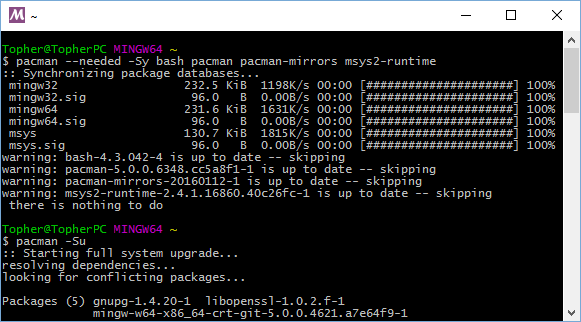 ~
Topher@TopherPC MINGW64 ~
$ pacman --needed -Sy bash pacman pacman-mirrors msys2-runtime
:: Synchronizing package databases...
mingw32 232.5 KiB 1198K/s 00:00 [######################] 100%
mingw32.sig 96.0 B 0.00B/s 00:00 [######################] 100%
mingw64 231.6 KiB 1631K/s 00:00 [######################] 100%
mingw64.sig 96.0 B 0.00B/s 00:00 [######################] 100%
msys 130.7 KiB 1815K/s 00:00 [######################] 100%
msys.sig 96.0 B 0.00B/s 00:00 [######################] 100%
warning: bash-4.3.042-4 is up to date -- skipping
warning: pacman-5.0.0.6348.cc5a8f1-1 is up to date -- skipping
warning: pacman-mirrors-20160112-1 is up to date -- skipping
warning: msys2-runtime-2.4.1.16860.40c26fc-1 is up to date -- skipping
there is nothing to do
Topher@TopherPC MINGW64 ~
$ pacman -Su
:: Starting full system upgrade...
resolving dependencies...
looking for conflicting packages...
Packages (5) gnupg-1.4.20-1 libopenssl-1.0.2.f-1
mingw-w64-x86_64-crt-git-5.0.0.4621.a7e64f9-1